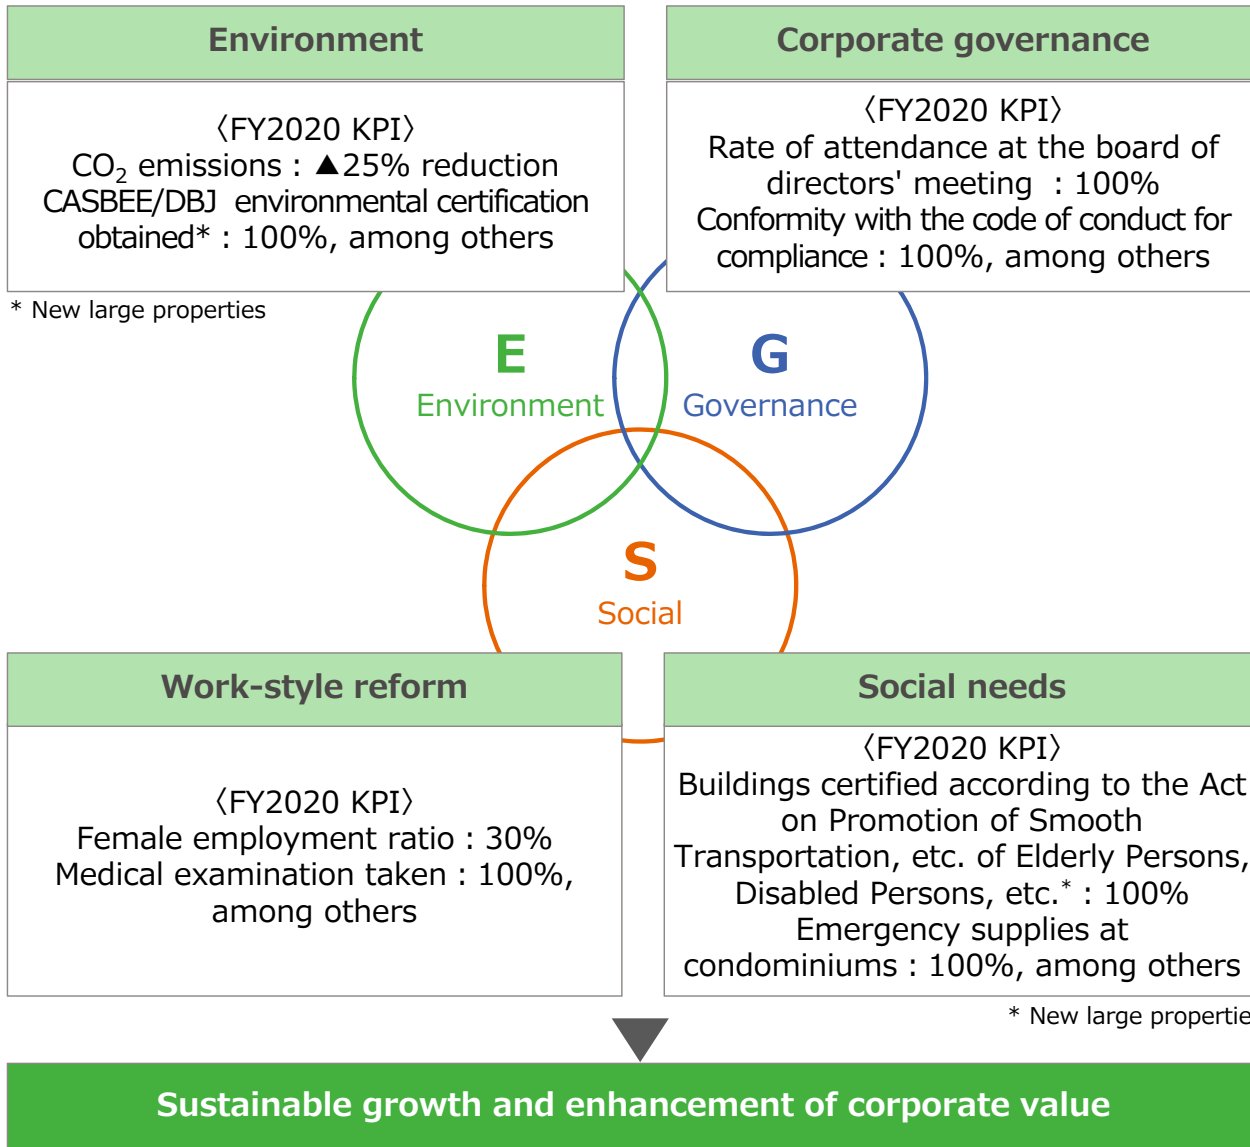 Environment
〈FY2020 KPI〉
CO₂ emissions : ▲25% reduction
CASBEE/DBJ environmental certification
obtained* : 100%, among others
* New large properties
Corporate governance
〈FY2020 KPI〉
Rate of attendance at the board of
directors' meeting : 100%
Conformity with the code of conduct for
compliance : 100%, among others
E
Environment
G
Governance
S
Social
Work-style reform
〈FY2020 KPI〉
Female employment ratio : 30%
Medical examination taken : 100%,
among others
Social needs
〈FY2020 KPI〉
Buildings certified according to the Act
on Promotion of Smooth
Transportation, etc. of Elderly Persons,
Disabled Persons, etc.* : 100%
Emergency supplies at
condominiums : 100%, among others
* New large propertie
Sustainable growth and enhancement of corporate value